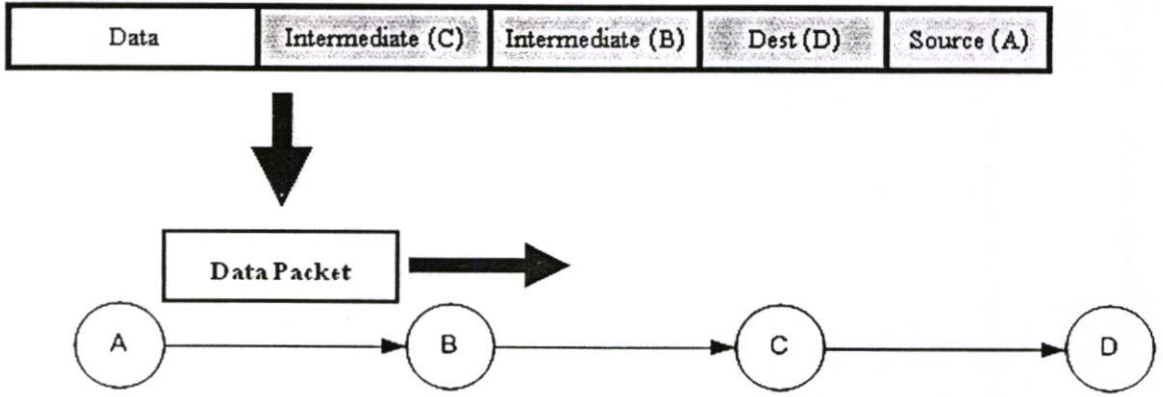 Data Intermediate (C) Intermediate (B) Dest (D) Source (A)
Data Packet
A B C D